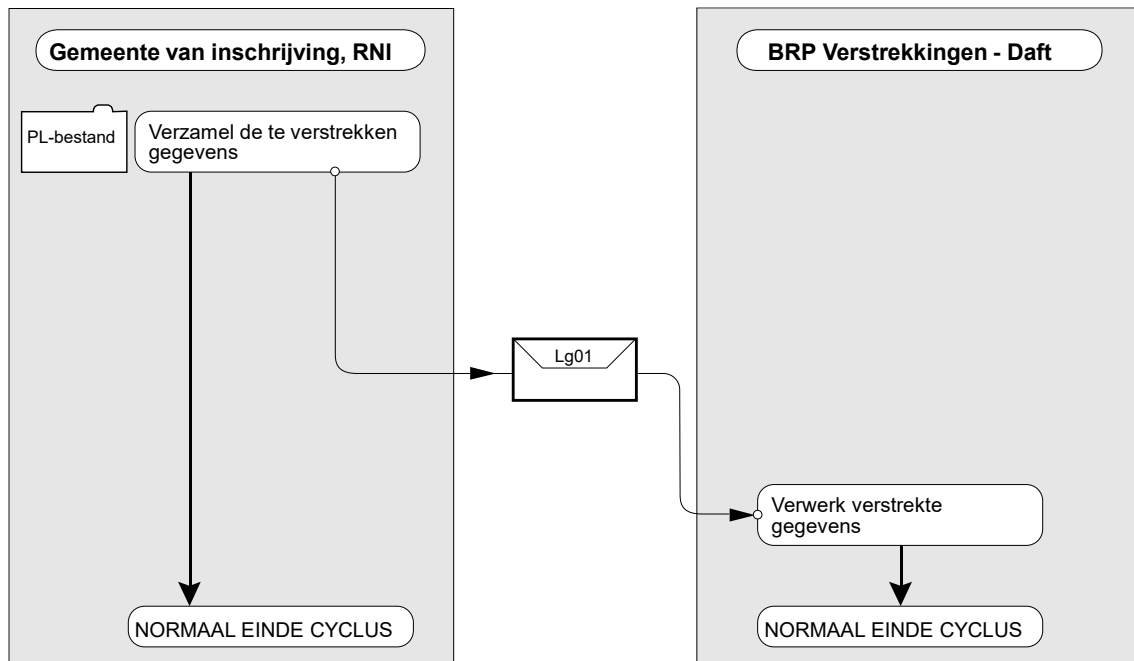 Gemeente van inschrijving, RNI
BRP Verstrekkingen - Daft
PL-bestand
Verzamel de te verstrekken
gegevens
Lg01
Verwerk verstrekte
gegevens
NORMAAL EINDE CYCLUS
NORMAAL EINDE CYCLUS